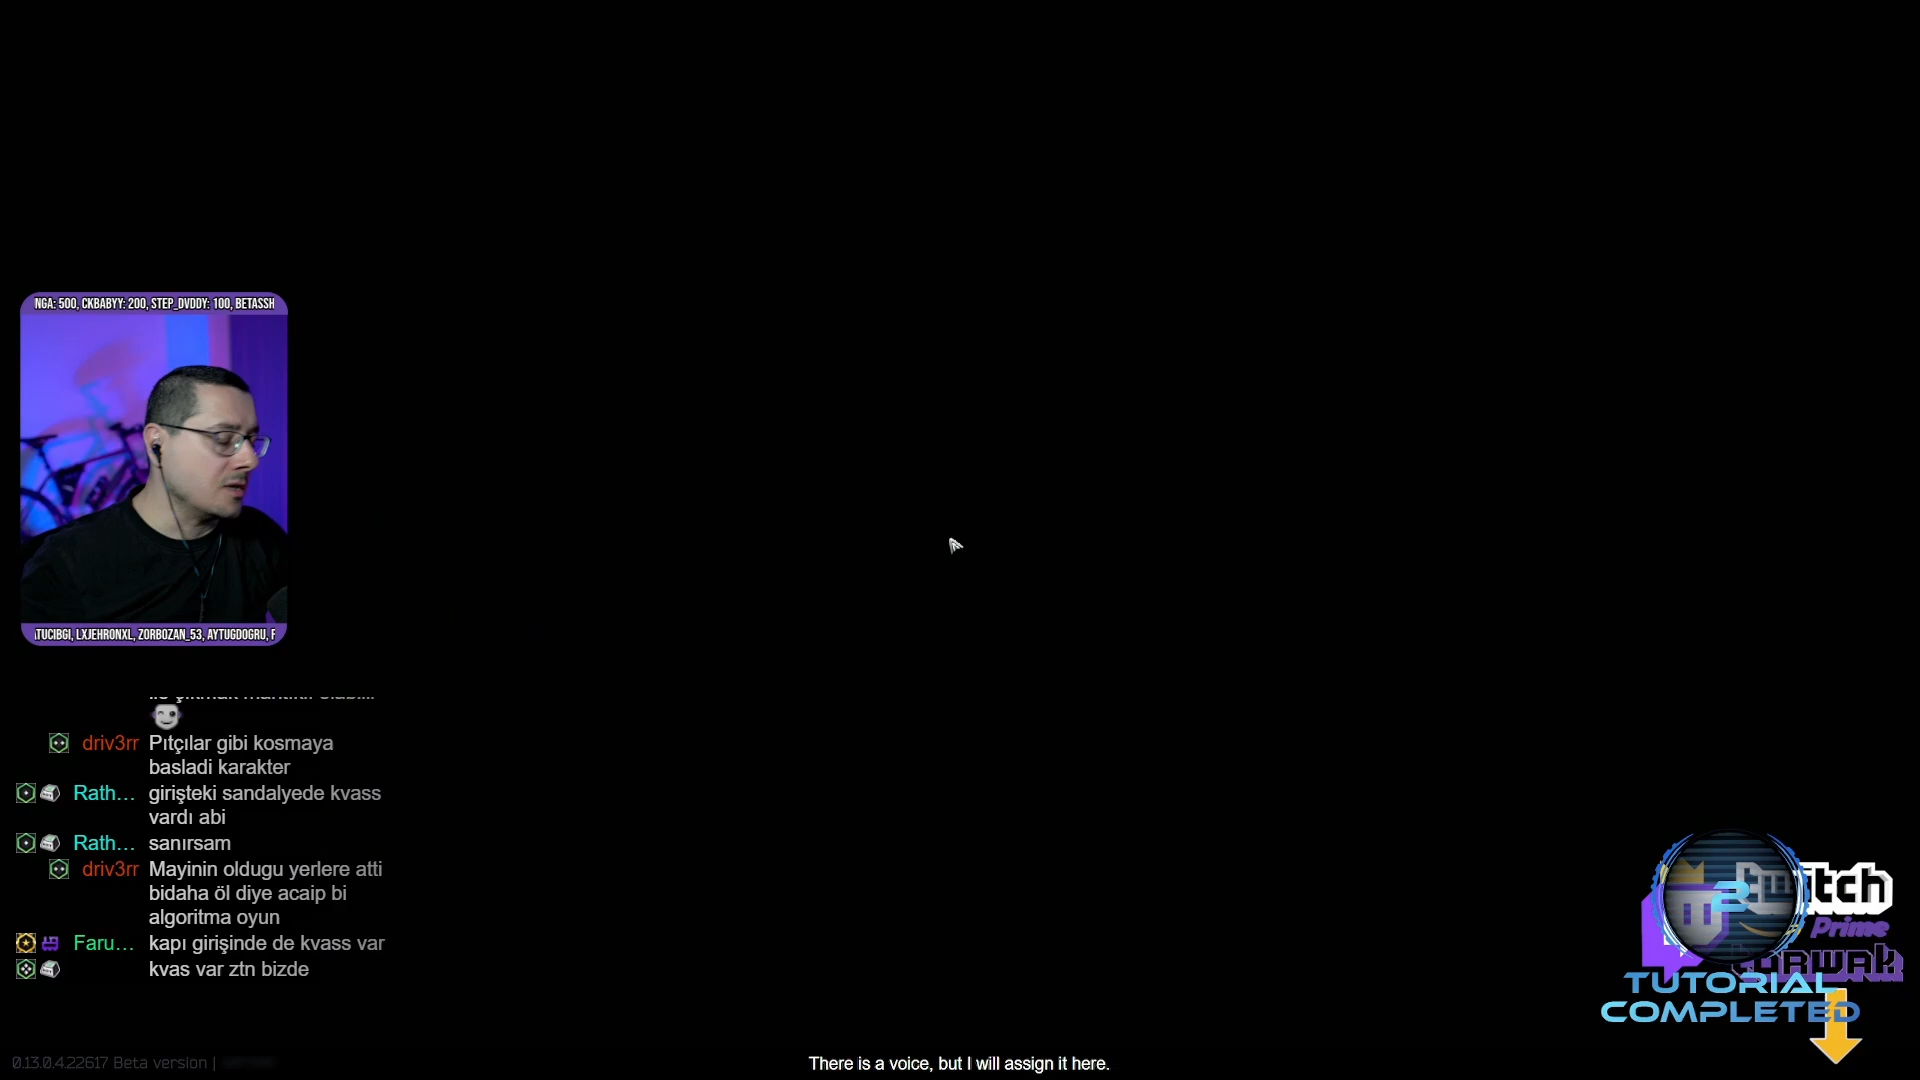 NGA: 500, CKBABYY: 200, STEP_DVDDY: 100, BETASSH
TUCIBGI, LXJEHRONXL, ZORBOZAN_53, AYTUGDOGRU, F
driv3rr Pıtçılar gibi kosmaya
basladi karakter
Rath... girişteki sandalyede kvass
vardı abi
Rath... sanırsam
driv3rr Mayinin oldugu yerlere atti
bidaha öl diye acaip bi
algoritma oyun
Faru... kapı girişinde de kvass var
kvas var ztn bizde
2
Prime
TUTORIAL
COMPLETED
0.13.0.4.22617 Beta version |
There is a voice, but I will assign it here.